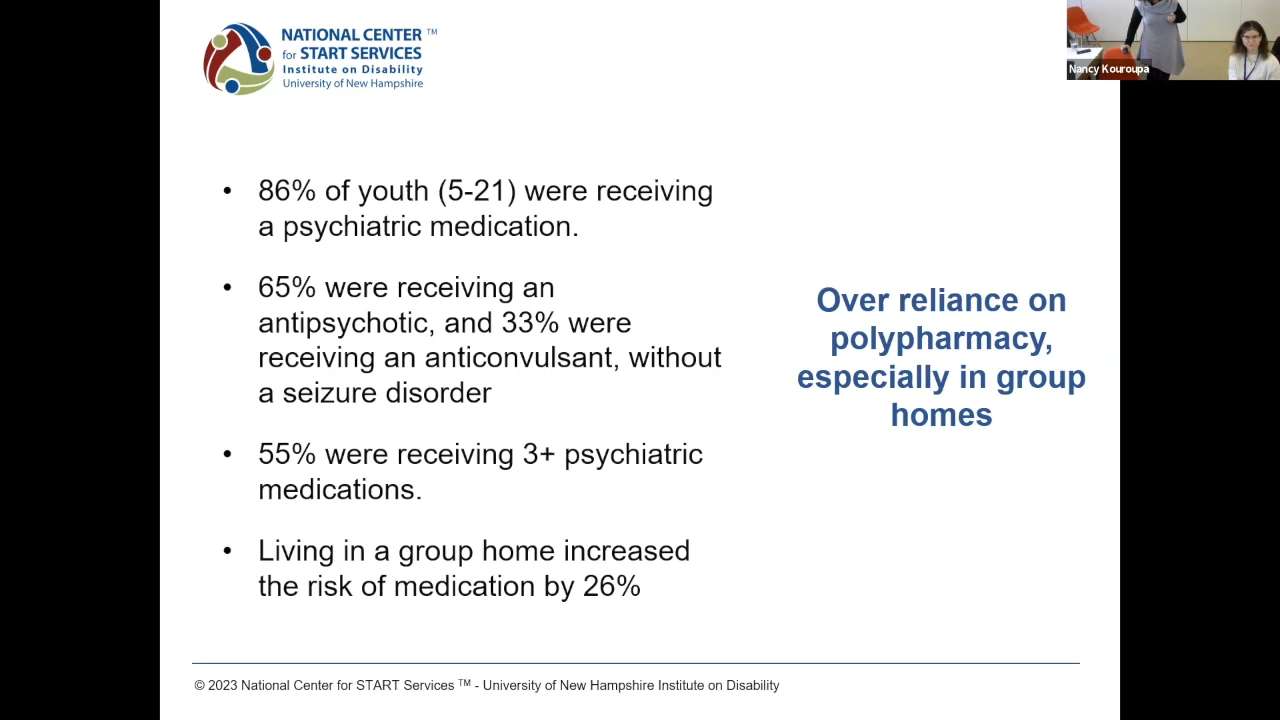 NATIONAL CENTER TM
for START SERVICES
Institute on Disability
University of New Hampshire
Nancy Kouroupa
• 86% of youth (5-21) were receiving
a psychiatric medication.
• 65% were receiving an
antipsychotic, and 33% were
receiving an anticonvulsant, without
a seizure disorder
• 55% were receiving 3+ psychiatric
medications.
• Living in a group home increased
the risk of medication by 26%
Over reliance on
polypharmacy,
especially in group
homes
© 2023 National Center for START Services TM - University of New Hampshire Institute on Disability